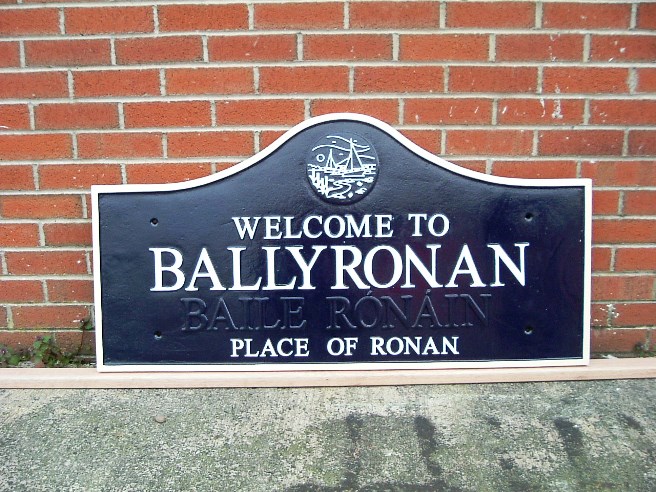 WELCOME TO
BALLYRONAN
BAILE RÓNÁIN
PLACE OF RONAN